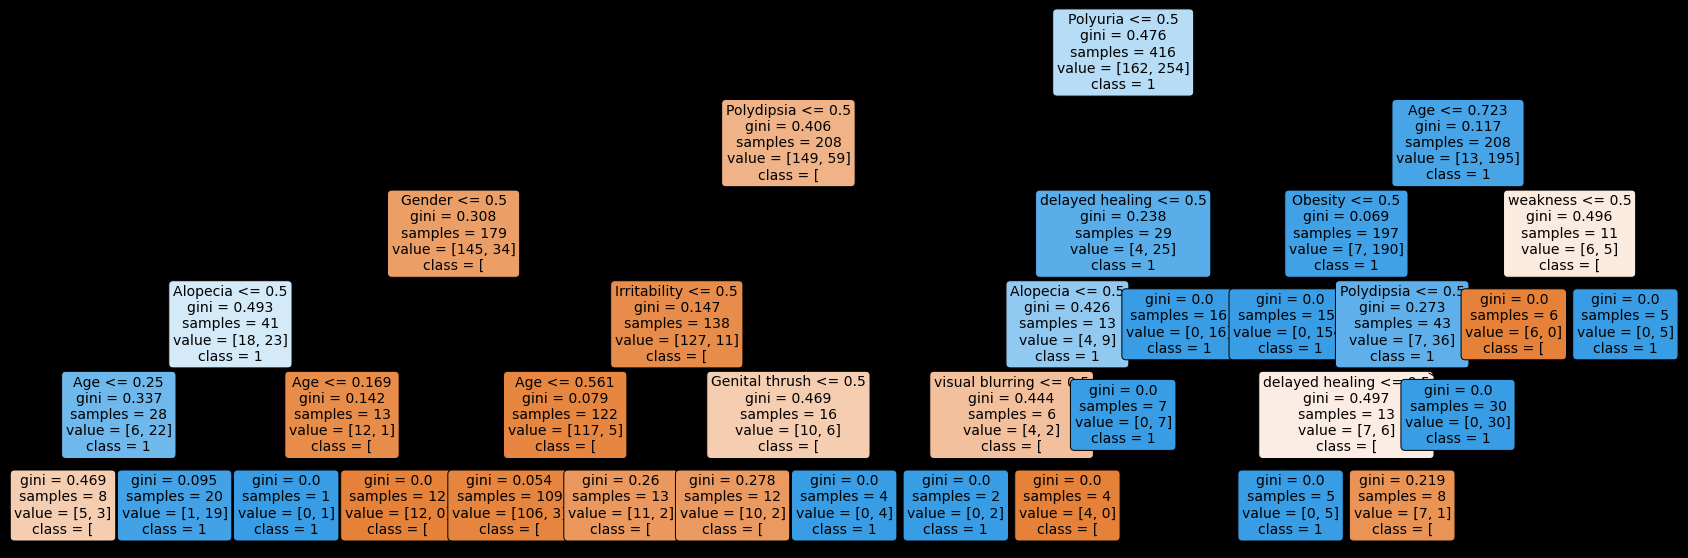 Polyuria <= 0.5
gini = 0.476
samples = 416
value = [162, 254]
class = 1
Polydipsia <= 0.5
gini = 0.406
samples = 208
value = [149, 59]
class = [
Age <= 0.723
gini = 0.117
samples = 208
value = [13, 195]
class = 1
Gender <= 0.5
gini = 0.308
samples = 179
value = [145, 34]
class = [
delayed healing <= 0.5
gini = 0.238
samples = 29
value = [4, 25]
class = 1
Obesity <= 0.5
gini = 0.069
samples = 197
value = [7, 190]
class = 1
weakness <= 0.5
gini = 0.496
samples = 11
value = [6, 5]
class = [
Alopecia <= 0.5
gini = 0.493
samples = 41
value = [18, 23]
class = 1
Irritability <= 0.5
gini = 0.147
samples = 138
value = [127, 11]
class = [
Alopecia <= 0.5
gini = 0.426
samples = 13
value = [4, 9]
class = 1
gini = 0.0
samples = 16
value = [0, 16]
class = 1
gini = 0.0
samples = 15
value = [0, 154
class = 1
Polydipsia <= 0.5
gini = 0.273
samples = 43
value = [7, 36]
class = 1
gini = 0.0
samples = 6
value = [6, 0]
class = [
gini = 0.0
samples = 5
value = [0, 5]
class = 1
Age <= 0.25
gini = 0.337
samples = 28
value = [6, 22]
class = 1
Age <= 0.169
gini = 0.142
samples = 13
value = [12, 1]
class = [
Age <= 0.561
gini = 0.079
samples = 122
value = [117, 5]
class = [
Genital thrush <= 0.5
gini = 0.469
samples = 16
value = [10, 6]
class = [
visual blurring <= 0.5
gini = 0.444
samples = 6
value = [4, 2]
class = [
gini = 0.0
samples = 7
value = [0, 7]
class = 1
delayed healing <= 0.5
gini = 0.497
samples = 13
value = [7, 6]
class = [
gini = 0.0
samples = 30
value = [0, 30]
class = 1
gini = 0.469
samples = 8
value = [5, 3]
class = [
gini = 0.095
samples = 20
value = [1, 19]
class = 1
gini = 0.0
samples = 1
value = [0, 1]
class = 1
gini = 0.0
samples = 12
value = [12, 0]
class = [
gini = 0.054
samples = 109
value = [106, 3]
class = [
gini = 0.26
samples = 13
value = [11, 2]
class = [
gini = 0.278
samples = 12
value = [10, 2]
class = [
gini = 0.0
samples = 4
value = [0, 4]
class = 1
gini = 0.0
samples = 2
value = [0, 2]
class = 1
gini = 0.0
samples = 4
value = [4, 0]
class = [
gini = 0.0
samples = 5
value = [0, 5]
class = 1
gini = 0.219
samples = 8
value = [7, 1]
class = [